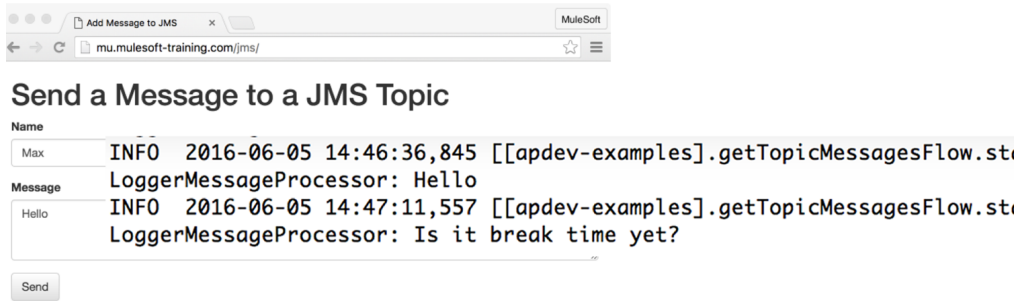 Add Message to JMS
MuleSoft
mu.mulesoft-training.com/jms/
Send a Message to a JMS Topic
Name
Max
INFO 2016-06-05 14:46:36,845 [[apdev-examples].getTopicMessagesFlow.st
LoggerMessageProcessor: Hello
Message
Hello
INFO 2016-06-05 14:47:11,557 [[apdev-examples].getTopicMessagesFlow.st
LoggerMessageProcessor: Is it break time yet?
Send